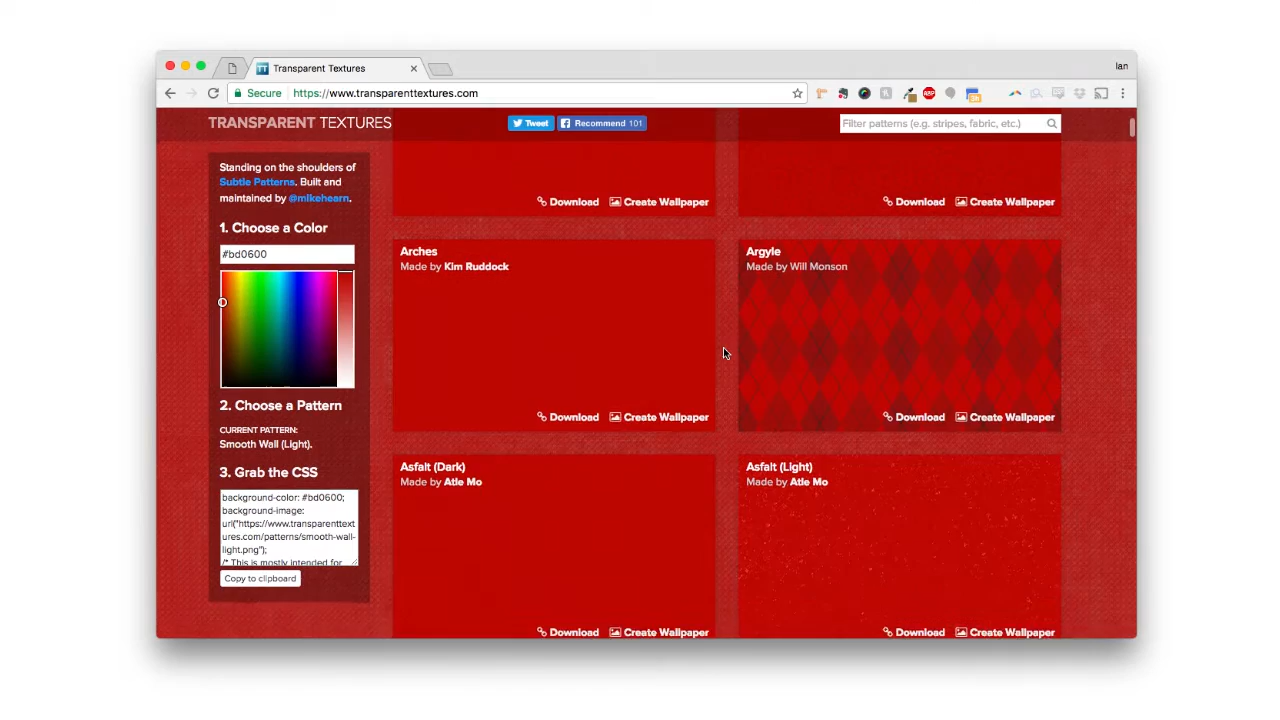 Transparent Textures
Ian
Secure
https://www.transparenttextures.com
TRANSPARENT TEXTURES
Tweet
Recommend 101
Filter patterns (e.g. stripes, fabric, etc.)
Standing on the shoulders of
Subtle Patterns. Built and
maintained by @mikehearn.
1. Choose a Color
#bd0600
2. Choose a Pattern
CURRENT PATTERN:
Smooth Wall (Light).
3. Grab the CSS
background-color: #bd0600;
background-image:
url("https://www.transparenttext
ures.com/patterns/smooth-wall-
light.png");
/* This is mostly intended for
Copy to clipboard
Download Create Wallpaper
Download Create Wallpaper
Arches
Made by Kim Ruddock
Download Create Wallpaper
Argyle
Made by Will Monson
Download Create Wallpaper
Asfalt (Dark)
Made by Atle Mo
Download Create Wallpaper
Asfalt (Light)
Made by Atle Mo
Download Create Wallpaper